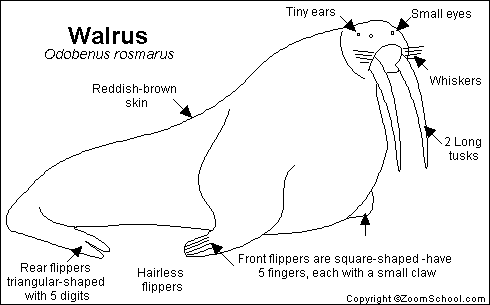 Walrus
Odobenus rosmarus
Tiny ears
Small eyes
Whiskers
Reddish-brown
skin
2 Long
tusks
Rear flippers
triangular-shaped
with 5 digits
Hairless
flippers
Front flippers are square-shaped -have
5 fingers, each with a small claw
Copyright ©ZoomSchool.com